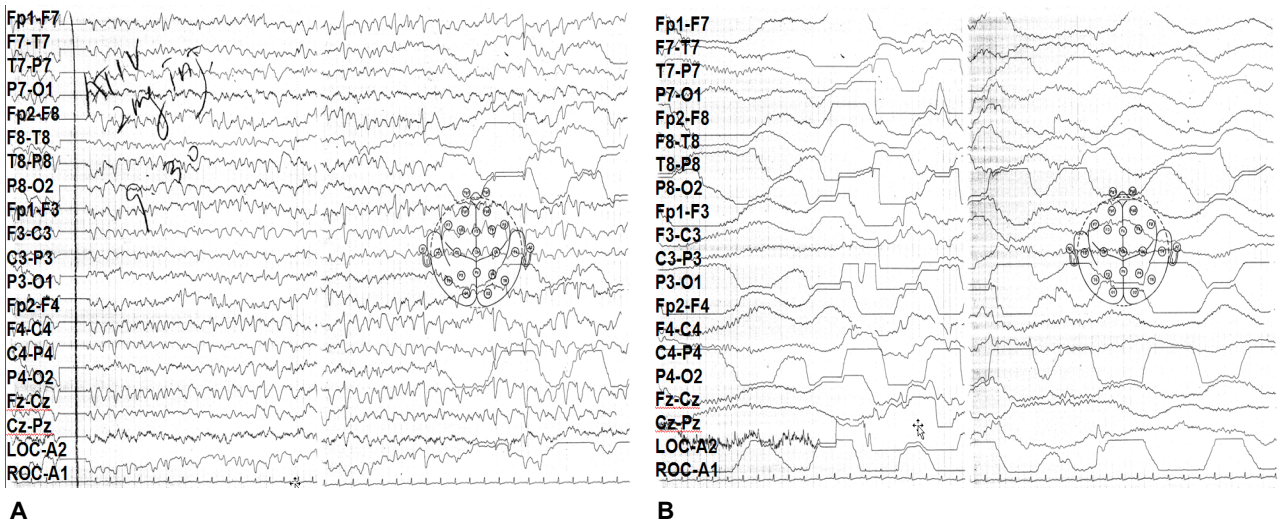 Fp1-F7
F7-T7
T7-P7
P7-O1
Fp2-F8
F8-T8
T8-P8
P8-O2
Fp1-F3
F3-C3
C3-P3
P3-O1
Fp2-F4
F4-C4
C4-P4
P4-O2
Fz-Cz
Cz-Pz
LOC-A2
ROC-A1
2 mg
9 30
A
Fp1-F7
F7-T7
T7-P7
P7-O1
Fp2-F8
F8-T8
T8-P8
P8-O2
Fp1-F3
F3-C3
C3-P3
P3-O1
Fp2-F4
F4-C4
C4-P4
P4-O2
Fz-Cz
Cz-Pz
LOC-A2
ROC-A1
B